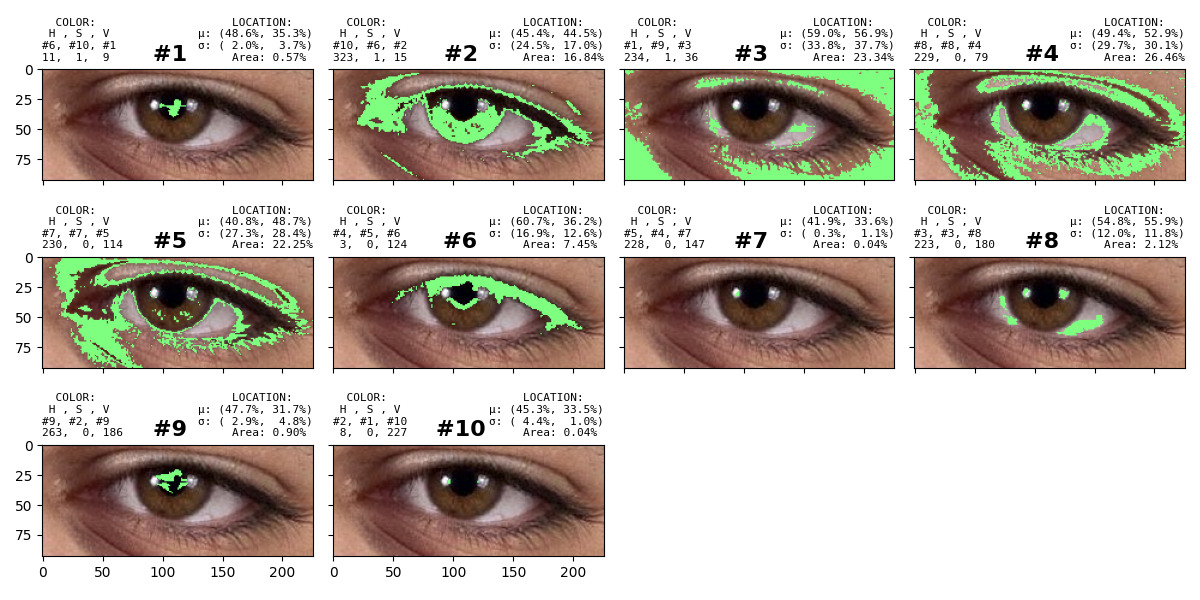 COLOR: LOCATION:
H , S , V μ: (48.6%, 35.3%)
#6, #10, #1 σ: ( 2.0%, 3.7%)
11, 1, 9 #1 Area: 0.57%
COLOR: LOCATION:
H , S , V μ: (45.4%, 44.5%)
#10, #6, #2 σ: (24.5%, 17.0%)
323, 1, 15 #2 Area: 16.84%
COLOR: LOCATION:
H , S , V μ: (59.0%, 56.9%)
#1, #9, #3 σ: (33.8%, 37.7%)
234, 1, 36 #3 Area: 23.34%
COLOR: LOCATION:
H , S , V μ: (49.4%, 52.9%)
#8, #8, #4 σ: (29.7%, 30.1%)
229, 0, 79 #4 Area: 26.46%
0
25
50
75
COLOR: LOCATION:
H , S , V μ: (40.8%, 48.7%)
#7, #7, #5 σ: (27.3%, 28.4%)
230, 0, 114 #5 Area: 22.25%
COLOR: LOCATION:
H , S , V μ: (60.7%, 36.2%)
#4, #5, #6 σ: (16.9%, 12.6%)
3, 0, 124 #6 Area: 7.45%
COLOR: LOCATION:
H , S , V μ: (41.9%, 33.6%)
#5, #4, #7 σ: ( 0.3%, 1.1%)
228, 0, 147 #7 Area: 0.04%
COLOR: LOCATION:
H , S , V μ: (54.8%, 55.9%)
#3, #3, #8 σ: (12.0%, 11.8%)
223, 0, 180 #8 Area: 2.12%
0
25
50
75
0 50 100 150 200
COLOR: LOCATION:
H , S , V μ: (47.7%, 31.7%)
#9, #2, #9 σ: ( 2.9%, 4.8%)
263, 0, 186 #9 Area: 0.90%
COLOR: LOCATION:
H , S , V μ: (45.3%, 33.5%)
#2, #1, #10 σ: ( 4.4%, 1.0%)
8, 0, 227 #10 Area: 0.04%
0
25
50
75
0 50 100 150 200